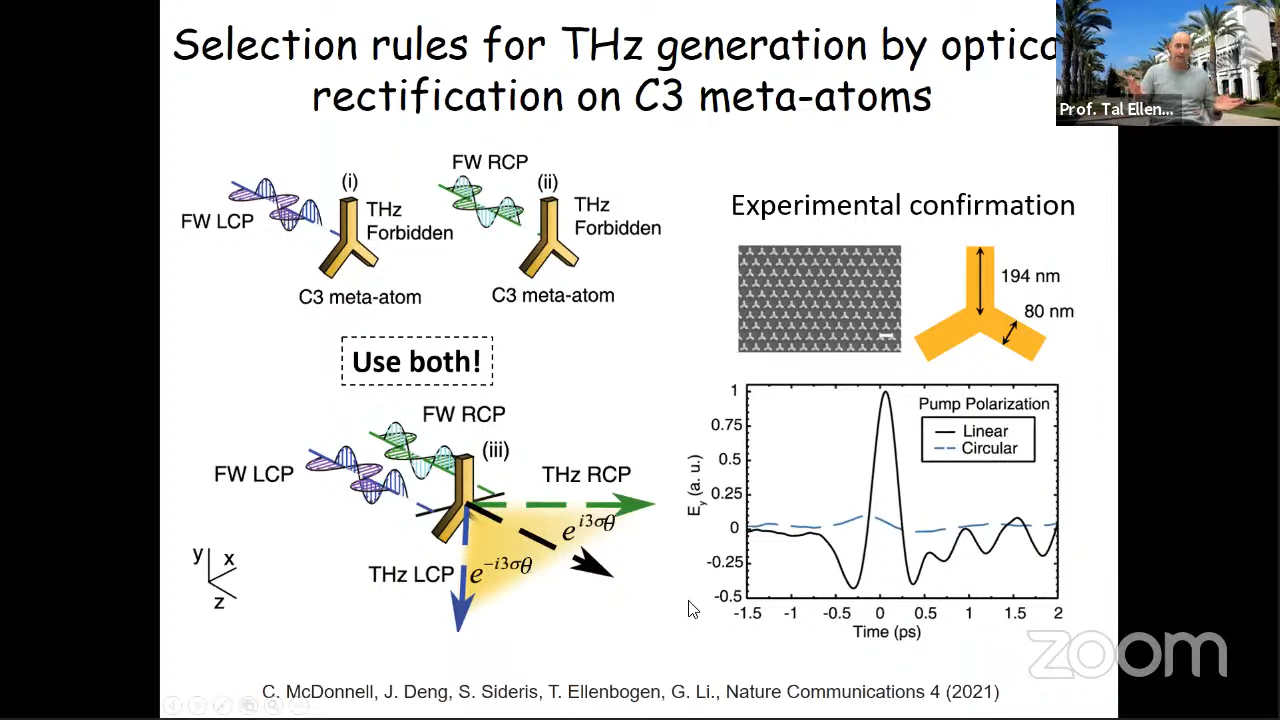 Selection rules for THz generation by optica
rectification on C3 meta-atoms
Prof. Tal Ellen...
FW LCP
(i)
THz
Forbidden
C3 meta-atom
FW RCP
(ii)
THz
Forbidden
C3 meta-atom
Use both!
FW RCP
(iii)
FW LCP
THz RCP
e^{i3σθ}
THz LCP
e^{-i3σθ}
y
x
z
Experimental confirmation
194 nm
80 nm
Pump Polarization
Linear
Circular
E_y (a. u.)
1
0.75
0.5
0.25
0
-0.25
-0.5
-1.5 -1 -0.5 0 0.5 1 1.5 2
Time (ps)
zoom
C. McDonnell, J. Deng, S. Sideris, T. Ellenbogen, G. Li., Nature Communications 4 (2021)